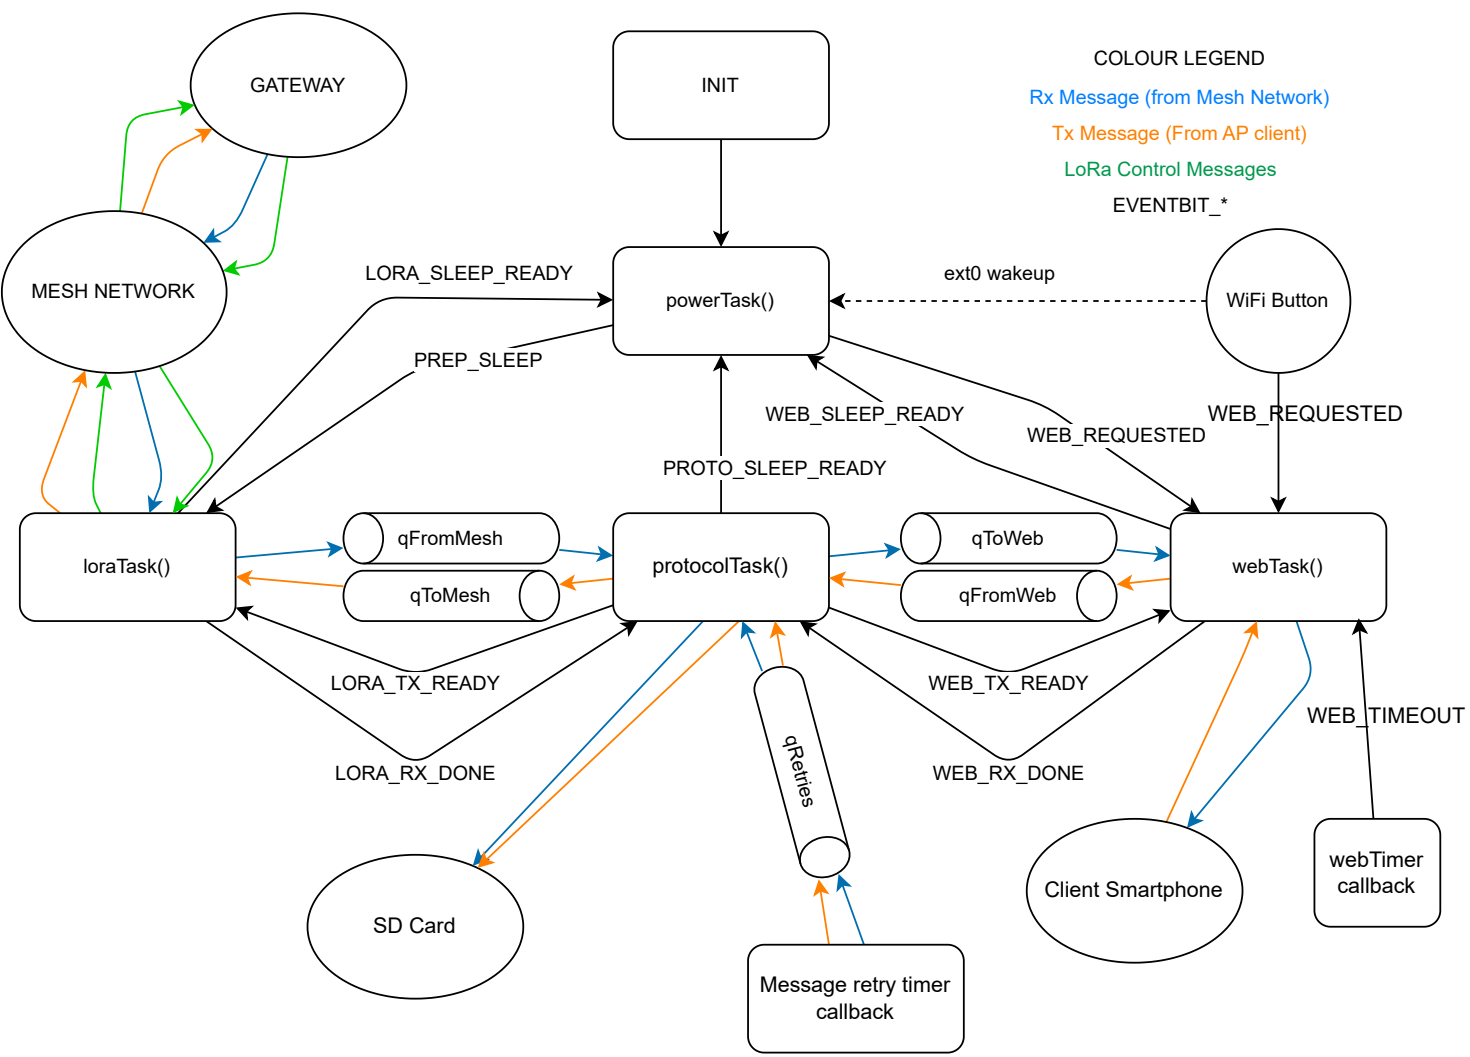 GATEWAY
INIT
COLOUR LEGEND
Rx Message (from Mesh Network)
Tx Message (From AP client)
LoRa Control Messages
EVENTBIT_*
MESH NETWORK
LORA_SLEEP_READY
powerTask()
ext0 wakeup
WiFi Button
PREP_SLEEP
WEB_SLEEP_READY
WEB_REQUESTED
WEB_REQUESTED
PROTO_SLEEP_READY
loraTask()
qFromMesh
qToMesh
protocolTask()
qToWeb
qFromWeb
webTask()
LORA_TX_READY
WEB_TX_READY
WEB_TIMEOUT
LORA_RX_DONE
qRetries
WEB_RX_DONE
SD Card
Client Smartphone
webTimer
callback
Message retry timer
callback